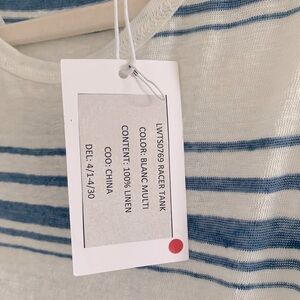 LWTS0769 RACER TANK
COLOR: BLANC MULTI
CONTENT: 100% LINEN
COO: CHINA
DEL: 4/1-4/30